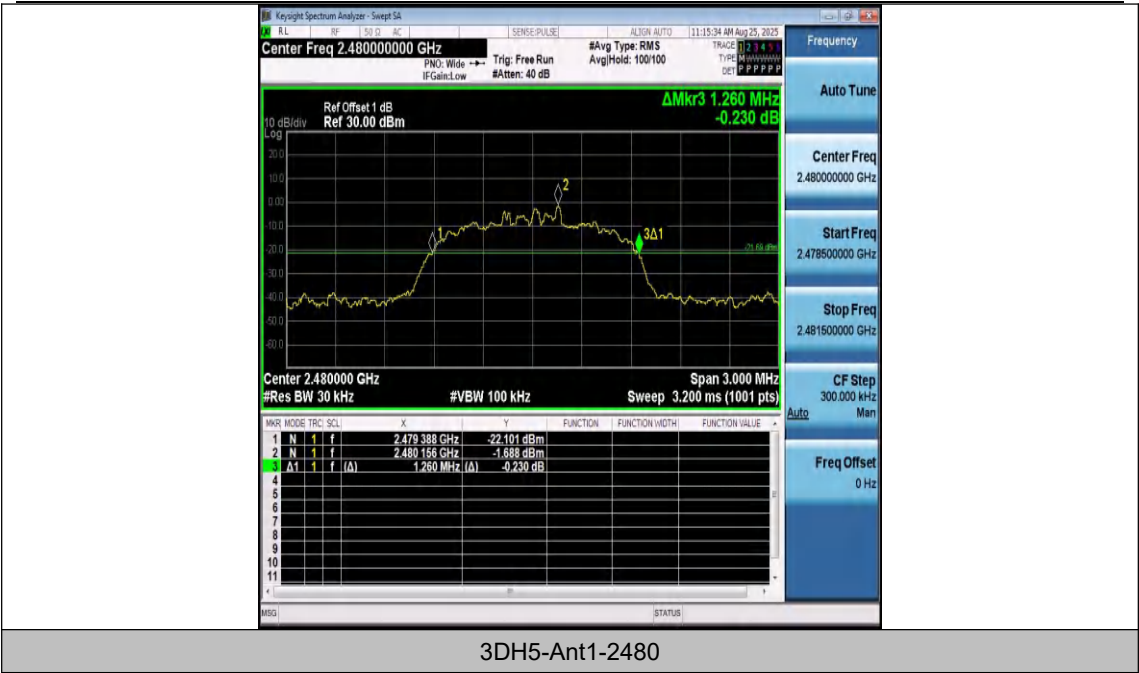 Keysight Spectrum Analyzer - Swept SA
RL RF 50 Ω AC SENSE:PULSE ALIGN AUTO 11:15:34 AM Aug 25, 2025
Center Freq 2.480000000 GHz
PNO: Wide
IFGain:Low
Trig: Free Run
#Atten: 40 dB
#Avg Type: RMS
Avg|Hold: 100/100
TRACE 1 2 3 4 5 6
TYPE M W W W W W
DET P P P P P P
ΔMkr3 1.260 MHz
-0.230 dB
Ref Offset 1 dB
10 dB/div Ref 30.00 dBm
Log
20.0
10.0
0.00
-10.0
-20.0
-30.0
-40.0
-50.0
-60.0
1
2
3Δ1
-21.69 dBm
Center 2.480000 GHz Span 3.000 MHz
#Res BW 30 kHz #VBW 100 kHz Sweep 3.200 ms (1001 pts)
MKR MODE TRC SCL X Y FUNCTION FUNCTION WIDTH FUNCTION VALUE
1 N 1 f 2.479 388 GHz -22.101 dBm
2 N 1 f 2.480 156 GHz -1.688 dBm
3 Δ1 1 f (Δ) 1.260 MHz (Δ) -0.230 dB
4
5
6
7
8
9
10
11
MSG STATUS
Frequency
Auto Tune
Center Freq
2.480000000 GHz
Start Freq
2.478500000 GHz
Stop Freq
2.481500000 GHz
CF Step
300.000 kHz
Auto Man
Freq Offset
0 Hz
3DH5-Ant1-2480